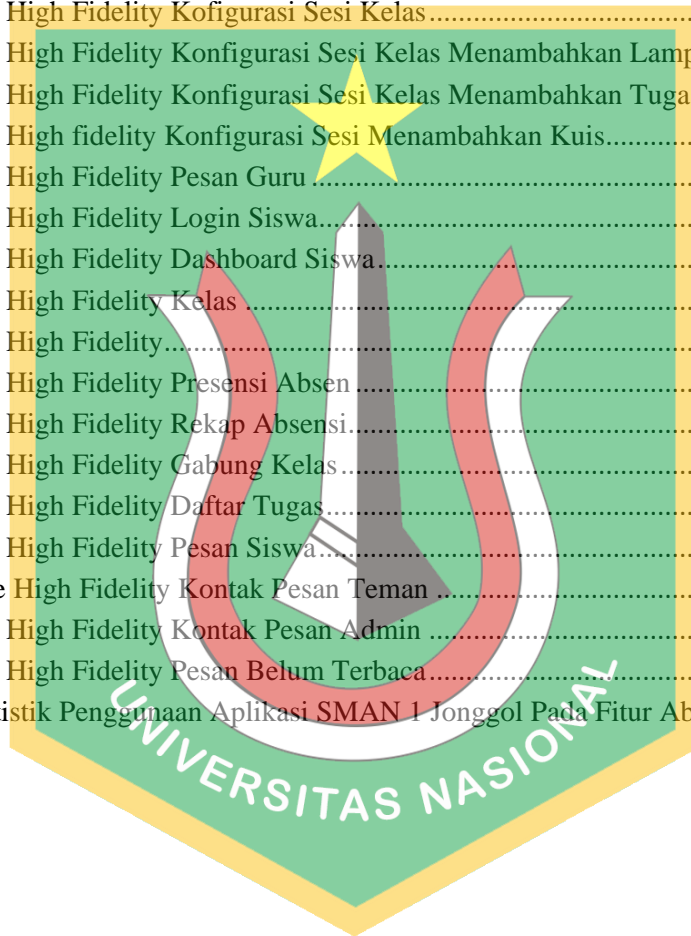 High Fidelity Kofigurasi Sesi Kelas....................................................
High Fidelity Konfigurasi Sesi Kelas Menambahkan Lamp
High Fidelity Konfigurasi Sesi Kelas Menambahkan Tuga
High fidelity Konfigurasi Sesi Menambahkan Kuis...............
High Fidelity Pesan Guru ....................................................................
High Fidelity Login Siswa....................................................................
High Fidelity Dashboard Siswa.........................................................
High Fidelity Kelas ..............................................................................
High Fidelity.........................................................................................
High Fidelity Presensi Absen ............................................................
High Fidelity Rekap Absensi..............................................................
High Fidelity Gabung Kelas ...............................................................
High Fidelity Daftar Tugas..................................................................
High Fidelity Pesan Siswa...................................................................
e High Fidelity Kontak Pesan Teman ..............................................
High Fidelity Kontak Pesan Admin ................................................
High Fidelity Pesan Belum Terbaca................................................
tistik Penggunaan Aplikasi SMAN 1 Jonggol Pada Fitur Ab
UNIVERSITAS NASIONAL